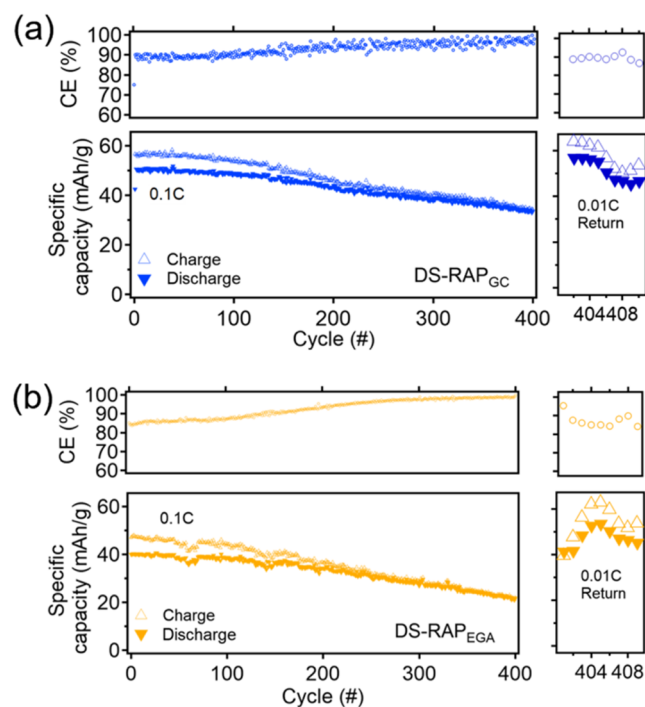 (a)
CE (%)
100
90
80
70
60
Specific
capacity (mAh/g)
60
40
20
0
0.1C
Charge
Discharge
DS-RAPGC
0.01C
Return
0 100 200 300 400
404408
Cycle (#)
(b)
CE (%)
100
90
80
70
60
Specific
capacity (mAh/g)
60
40
20
0
0.1C
Charge
Discharge
DS-RAPEGA
0.01C
Return
0 100 200 300 400
404 408
Cycle (#)